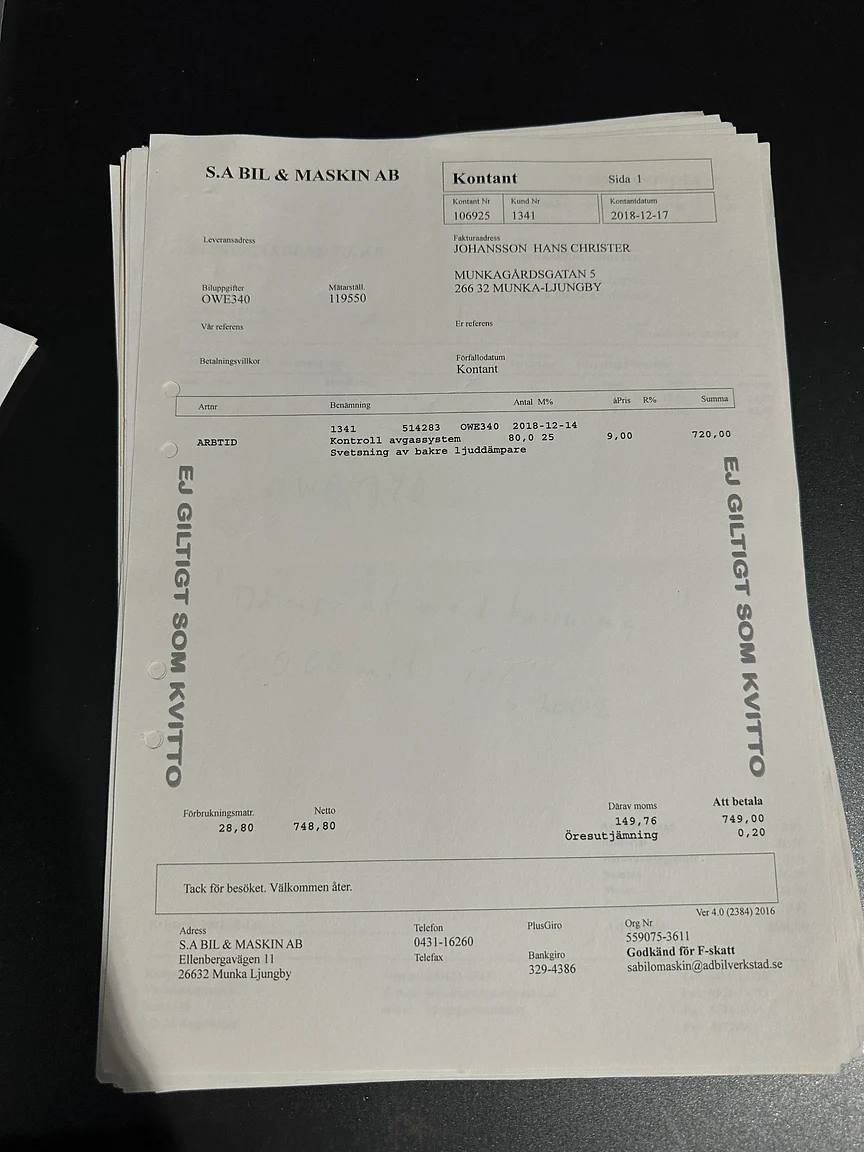 S.A BIL & MASKIN AB
Kontant Sida 1
Kontant Nr Kund Nr Kontantdatum
106925 1341 2018-12-17
Leveransadress
Fakturaadress
JOHANSSON HANS CHRISTER
MUNKAGÅRDSGATAN 5
266 32 MUNKA-LJUNGBY
Biluppgifter Mätarställ.
OWE340 119550
Vår referens Er referens
Betalningsvillkor Förfallodatum
Kontant
Artnr Benämning Antal M% áPris R% Summa
1341 514283 OWE340 2018-12-14
ARBTID Kontroll avgassystem 80,0 25 9,00 720,00
Svetsning av bakre ljuddämpare
EJ GILTIGT SOM KVITTO
EJ GILTIGT SOM KVITTO
Förbrukningsmatr. Netto Därav moms Att betala
28,80 748,80 149,76 749,00
Öresutjämning 0,20
Tack för besöket. Välkommen åter.
Ver 4.0 (2384) 2016
Adress Telefon PlusGiro Org Nr
S.A BIL & MASKIN AB 0431-16260 559075-3611
Ellenbergavägen 11 Telefax Bankgiro Godkänd för F-skatt
26632 Munka Ljungby 329-4386 sabilomaskin@adbilverkstad.se